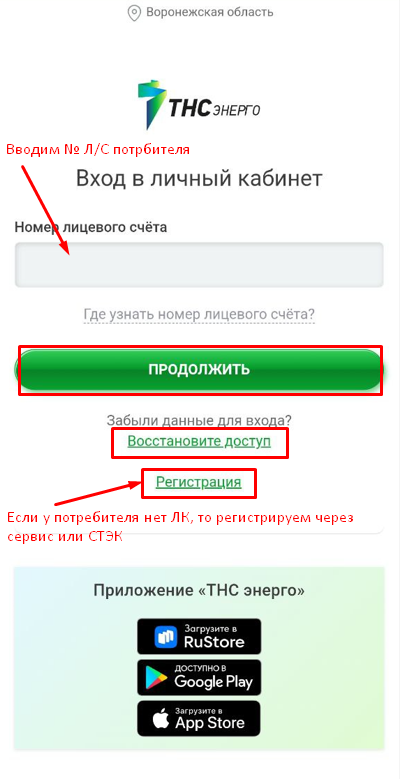 Воронежская область
ТНС энерго
Вводим № Л/С потрбителя
Вход в личный кабинет
Номер лицевого счёта
Где узнать номер лицевого счёта?
ПРОДОЛЖИТЬ
Забыли данные для входа?
Восстановите доступ
Регистрация
Если у потребителя нет ЛК, то регистрируем через
сервис или СТЭК
Приложение «ТНС энерго»
Загрузите в
RuStore
ДОСТУПНО В
Google Play
Загрузите в
App Store